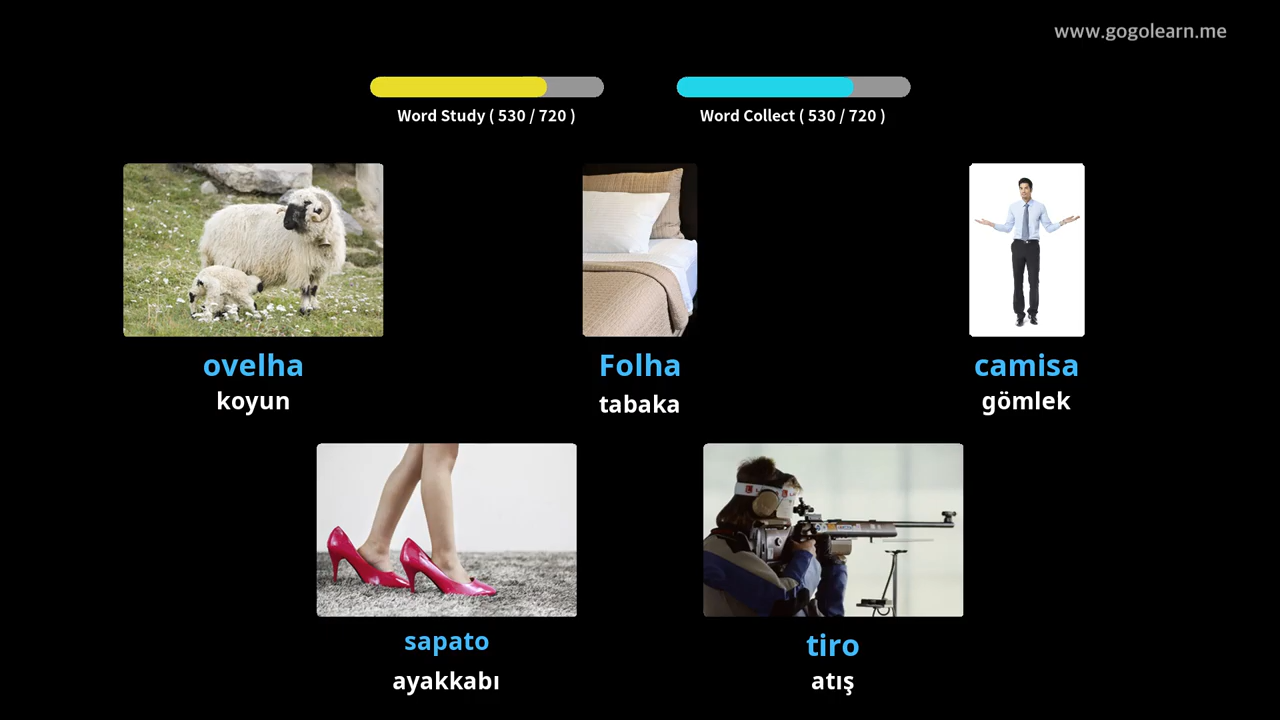 www.gogolearn.me
Word Study ( 530 / 720 )
Word Collect ( 530 / 720 )
ovelha
koyun
Folha
tabaka
camisa
gömlek
sapato
ayakkabı
tiro
atış